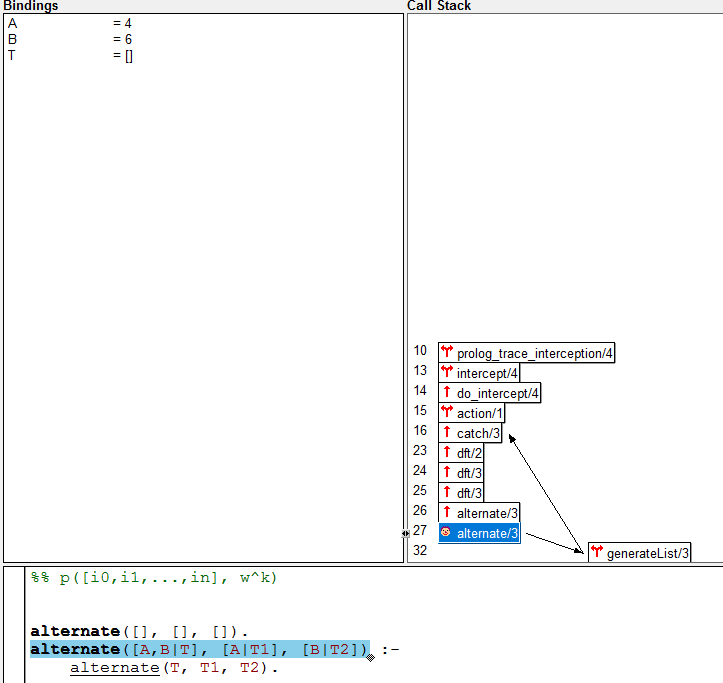 Bindings
A = 4
B = 6
T = []
Call Stack
10 prolog_trace_interception/4
13 intercept/4
14 do_intercept/4
15 action/1
16 catch/3
23 dft/2
24 dft/3
25 dft/3
26 alternate/3
27 alternate/3
32 generateList/3
%% p([i0,i1,...,in], w^k)
alternate([], [], []).
alternate([A,B|T], [A|T1], [B|T2]) :-
alternate(T, T1, T2).